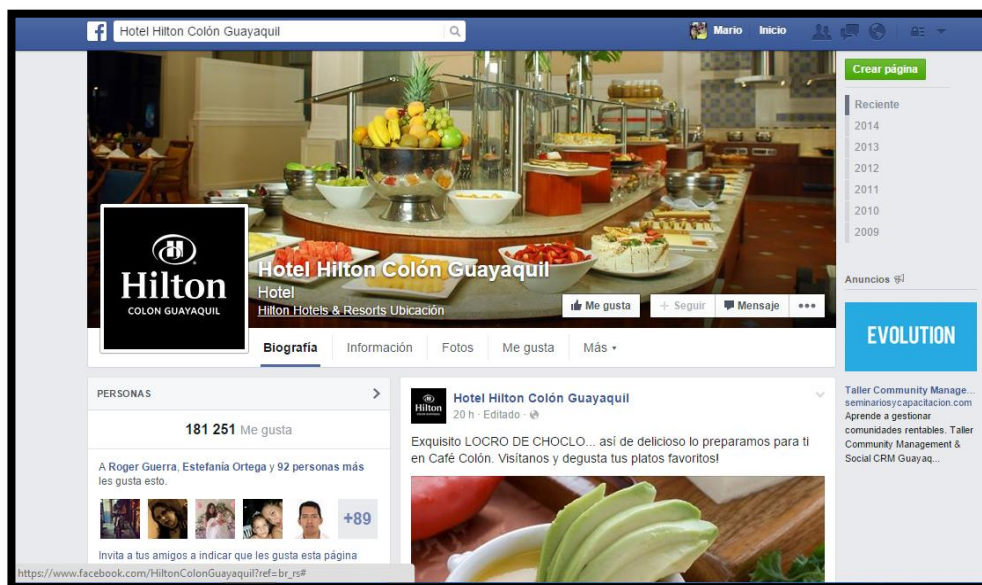 Hotel Hilton Colón Guayaquil
Mario Inicio
Crear página
Reciente
2014
2013
2012
2011
2010
2009
Hilton
COLON GUAYAQUIL
Hotel Hilton Colón Guayaquil
Hotel
Hilton Hotels & Resorts Ubicación
Me gusta + Seguir Mensaje
Biografía Información Fotos Me gusta Más
Anuncios
EVOLUTION
Taller Community Manage...
seminariosycapacitacion.com
Aprende a gestionar
comunidades rentables. Taller
Community Management &
Social CRM Guayaq...
PERSONAS
181 251 Me gusta
A Roger Guerra, Estefanía Ortega y 92 personas más
les gusta esto.
+89
Invita a tus amigos a indicar que les gusta esta página
Hilton
Hotel Hilton Colón Guayaquil
20 h · Editado ·
Exquisito LOCRO DE CHOCLO... así de delicioso lo preparamos para ti
en Café Colón. Visítanos y degusta tus platos favoritos!
https://www.facebook.com/HiltonColonGuayaquil?ref=br_rs#